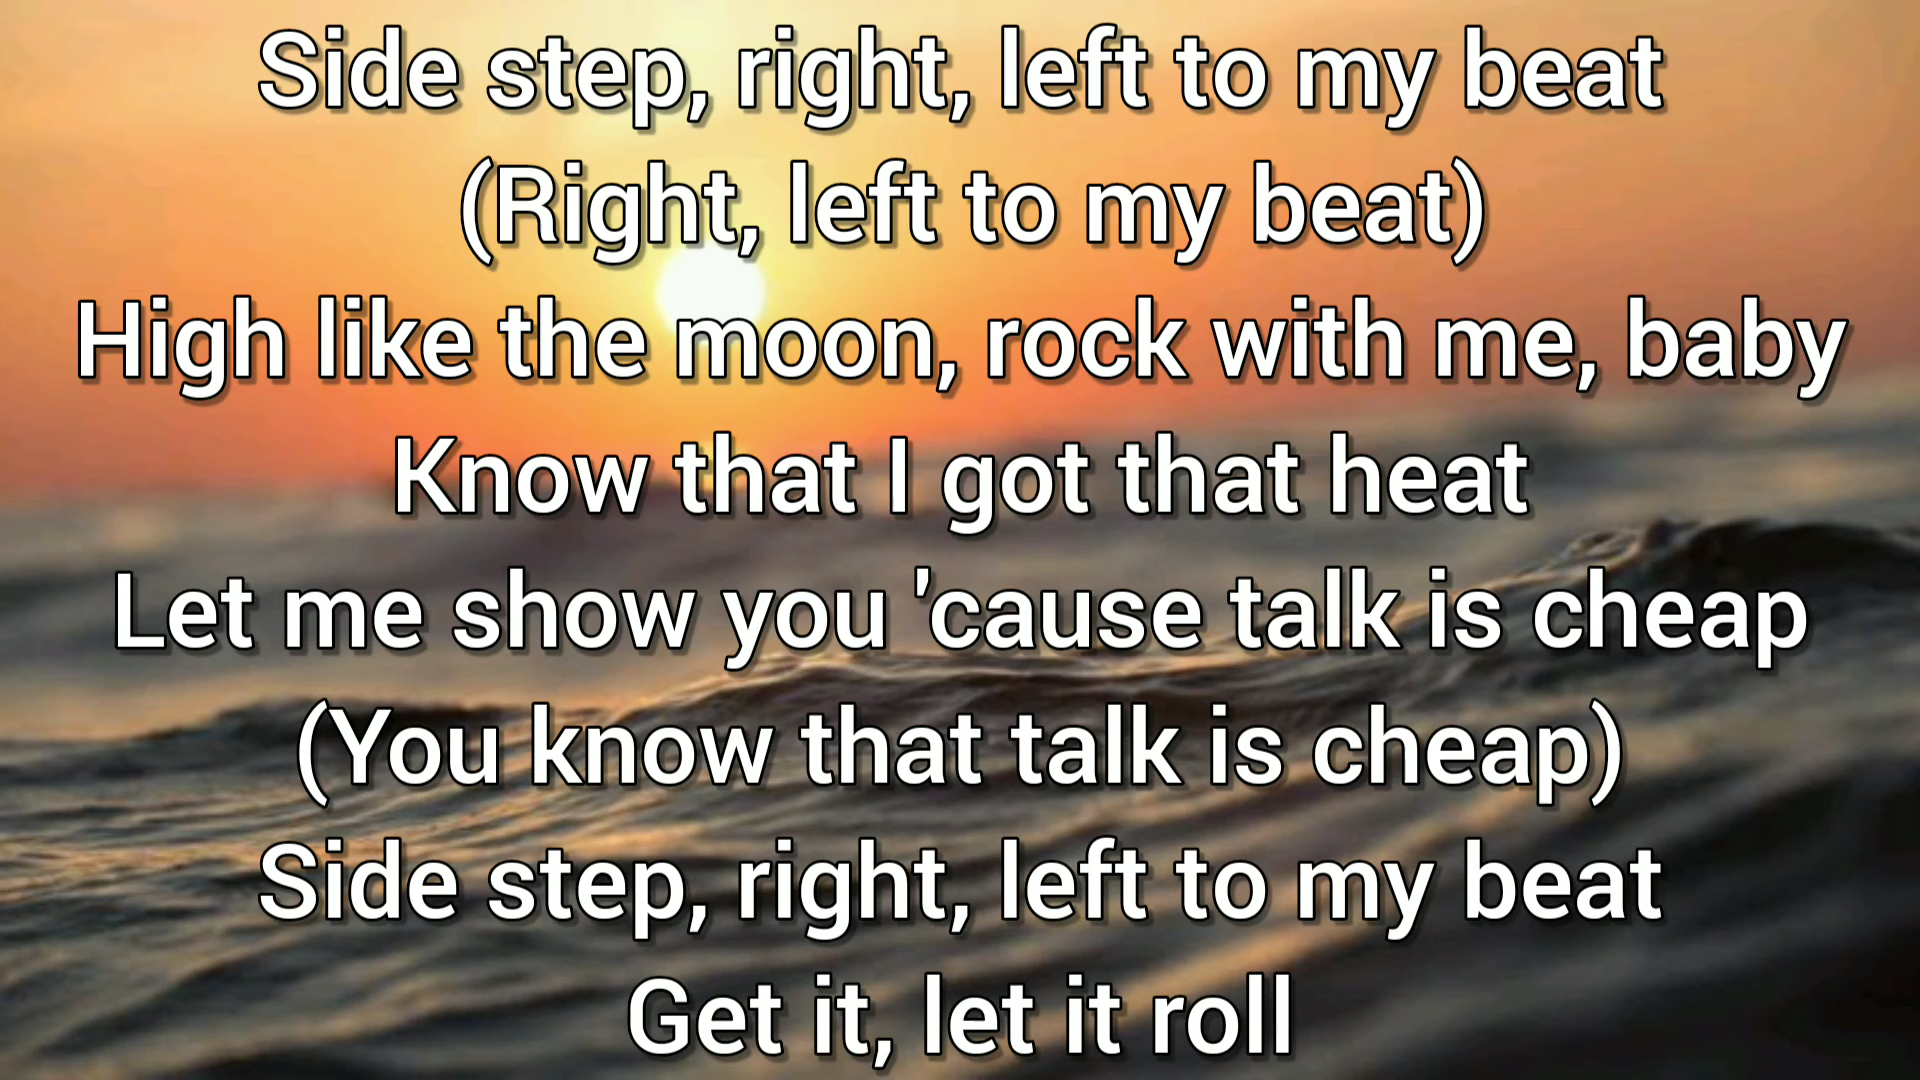 Side step, right, left to my beat
(Right, left to my beat)
High like the moon, rock with me, baby
Know that I got that heat
Let me show you 'cause talk is cheap
(You know that talk is cheap)
Side step, right, left to my beat
Get it, let it roll